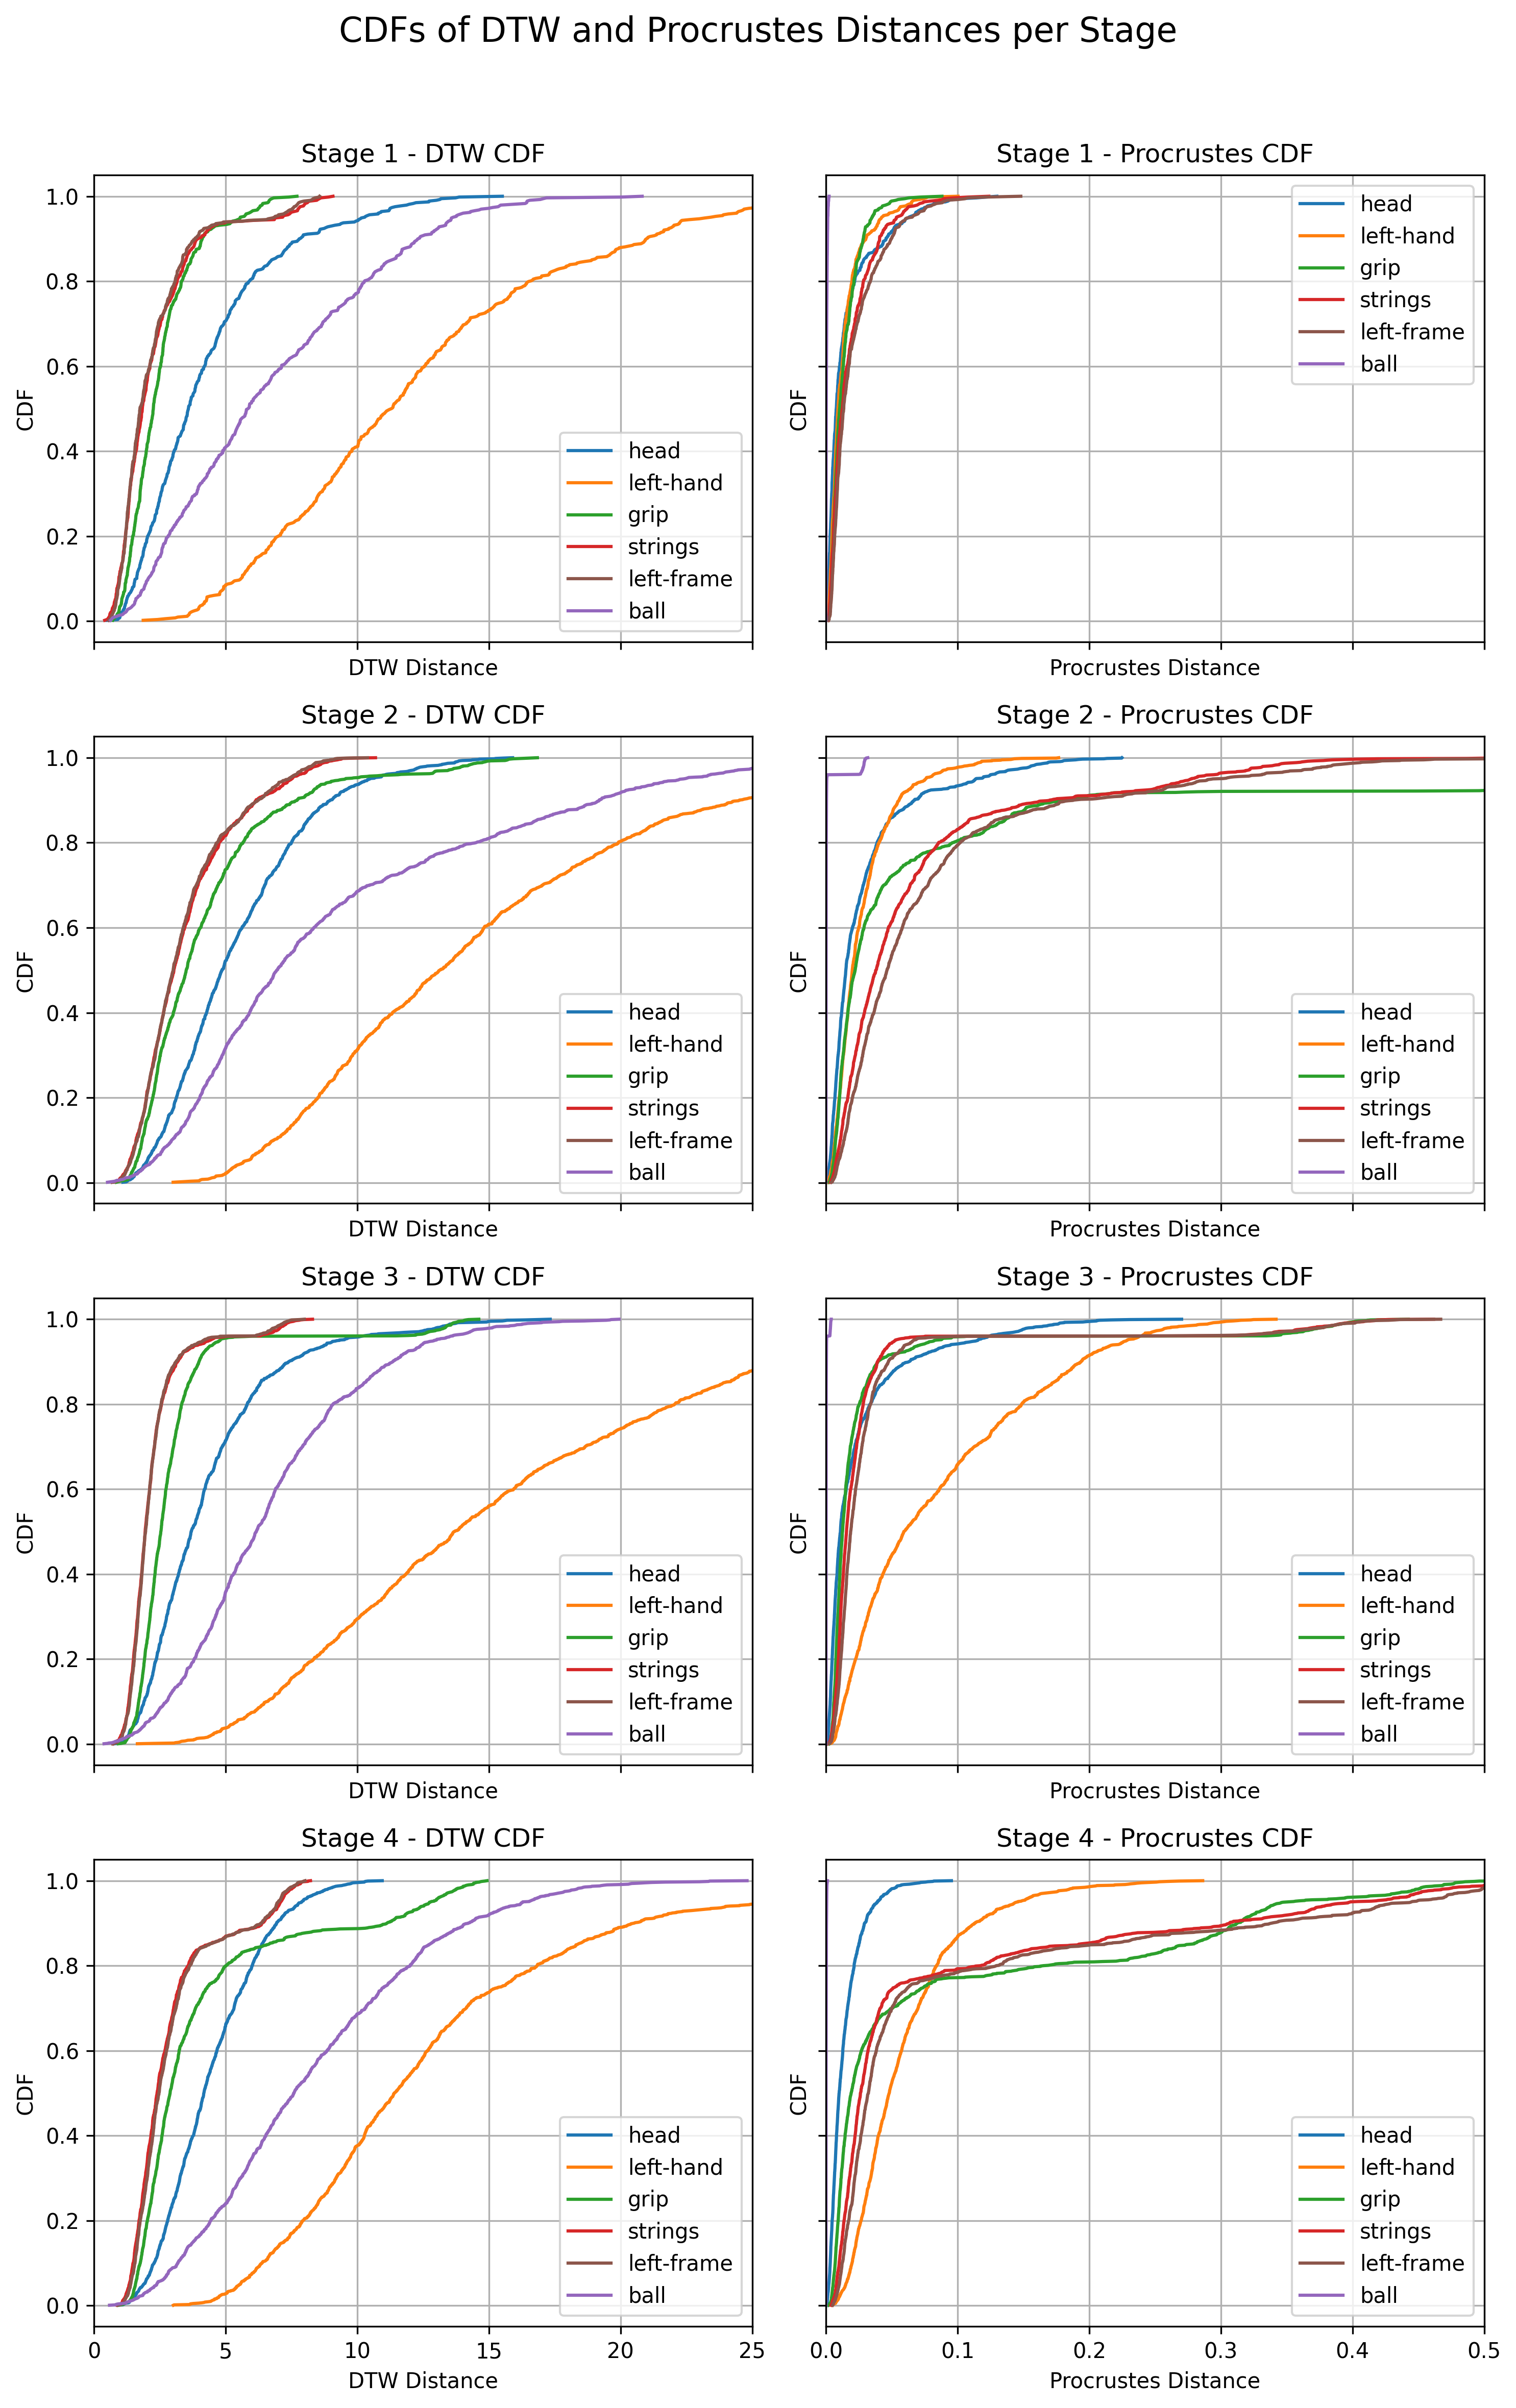 CDFs of DTW and Procrustes Distances per Stage
Stage 1 - DTW CDF
1.0
0.8
0.6
0.4
0.2
0.0
CDF
head
left-hand
grip
strings
left-frame
ball
DTW Distance
Stage 1 - Procrustes CDF
CDF
head
left-hand
grip
strings
left-frame
ball
Procrustes Distance
Stage 2 - DTW CDF
1.0
0.8
0.6
0.4
0.2
0.0
CDF
head
left-hand
grip
strings
left-frame
ball
DTW Distance
Stage 2 - Procrustes CDF
CDF
head
left-hand
grip
strings
left-frame
ball
Procrustes Distance
Stage 3 - DTW CDF
1.0
0.8
0.6
0.4
0.2
0.0
CDF
head
left-hand
grip
strings
left-frame
ball
DTW Distance
Stage 3 - Procrustes CDF
CDF
head
left-hand
grip
strings
left-frame
ball
Procrustes Distance
Stage 4 - DTW CDF
1.0
0.8
0.6
0.4
0.2
0.0
CDF
head
left-hand
grip
strings
left-frame
ball
0 5 10 15 20 25
DTW Distance
Stage 4 - Procrustes CDF
CDF
head
left-hand
grip
strings
left-frame
ball
0.0 0.1 0.2 0.3 0.4 0.5
Procrustes Distance